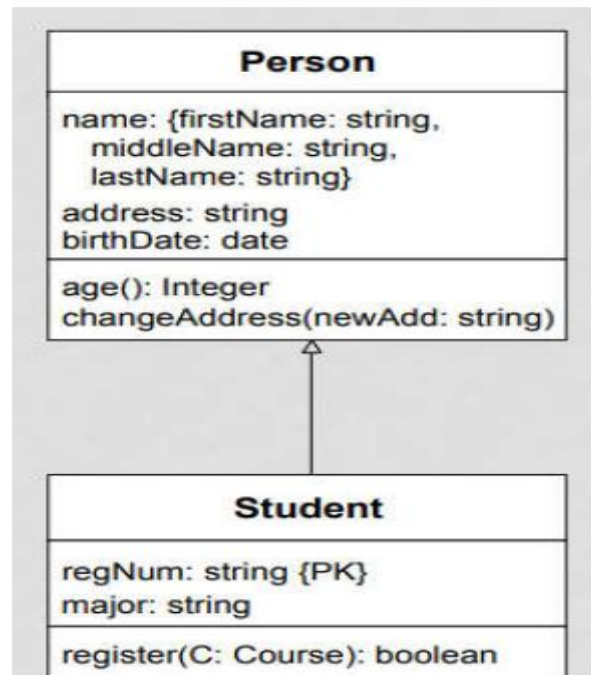 Person
name: {firstName: string,
middleName: string,
lastName: string}
address: string
birthDate: date
age(): Integer
changeAddress(newAdd: string)
Student
regNum: string {PK}
major: string
register(C: Course): boolean